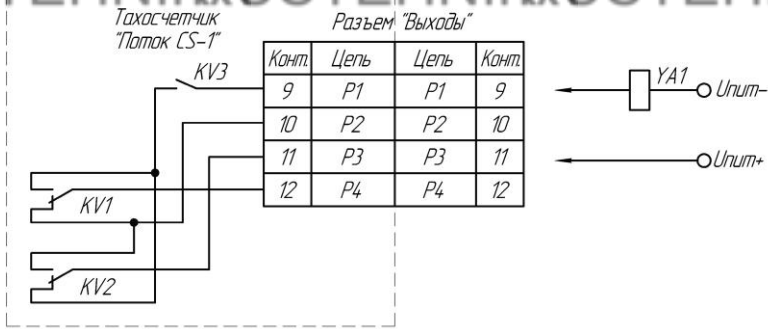 Тахосчетчик
"Поток CS-1"
Разъем "Выходы"
KV3
Конт. Цепь Цепь Конт.
9 P1 P1 9
10 P2 P2 10
11 P3 P3 11
12 P4 P4 12
YA1
Uпит-
Uпит+
KV1
KV2